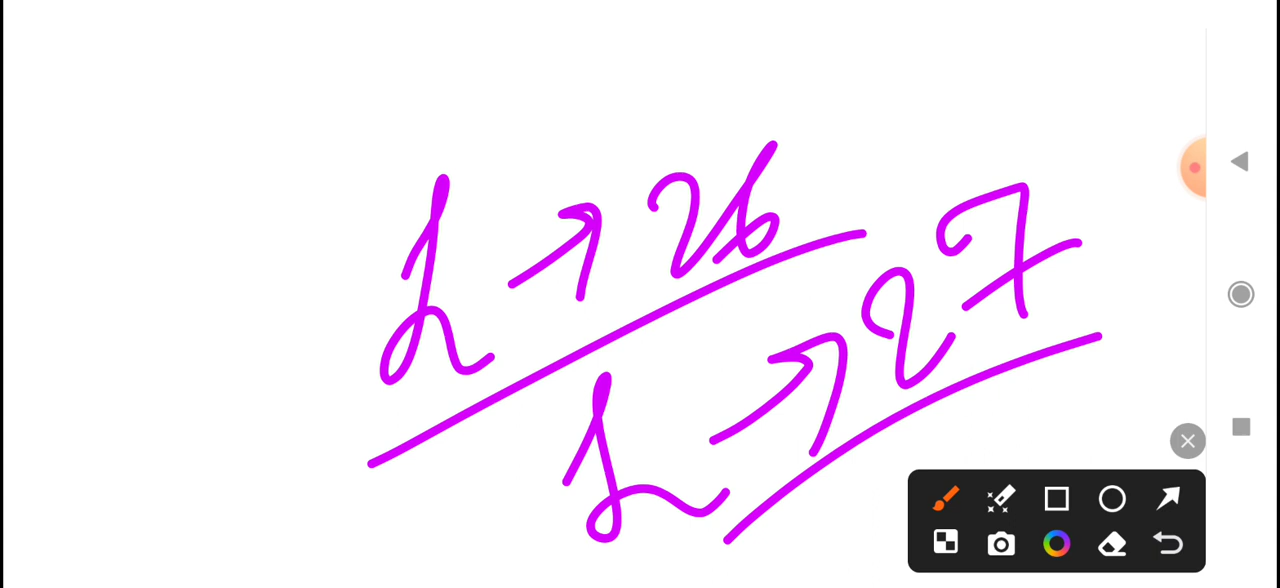 L → 26
L → 27